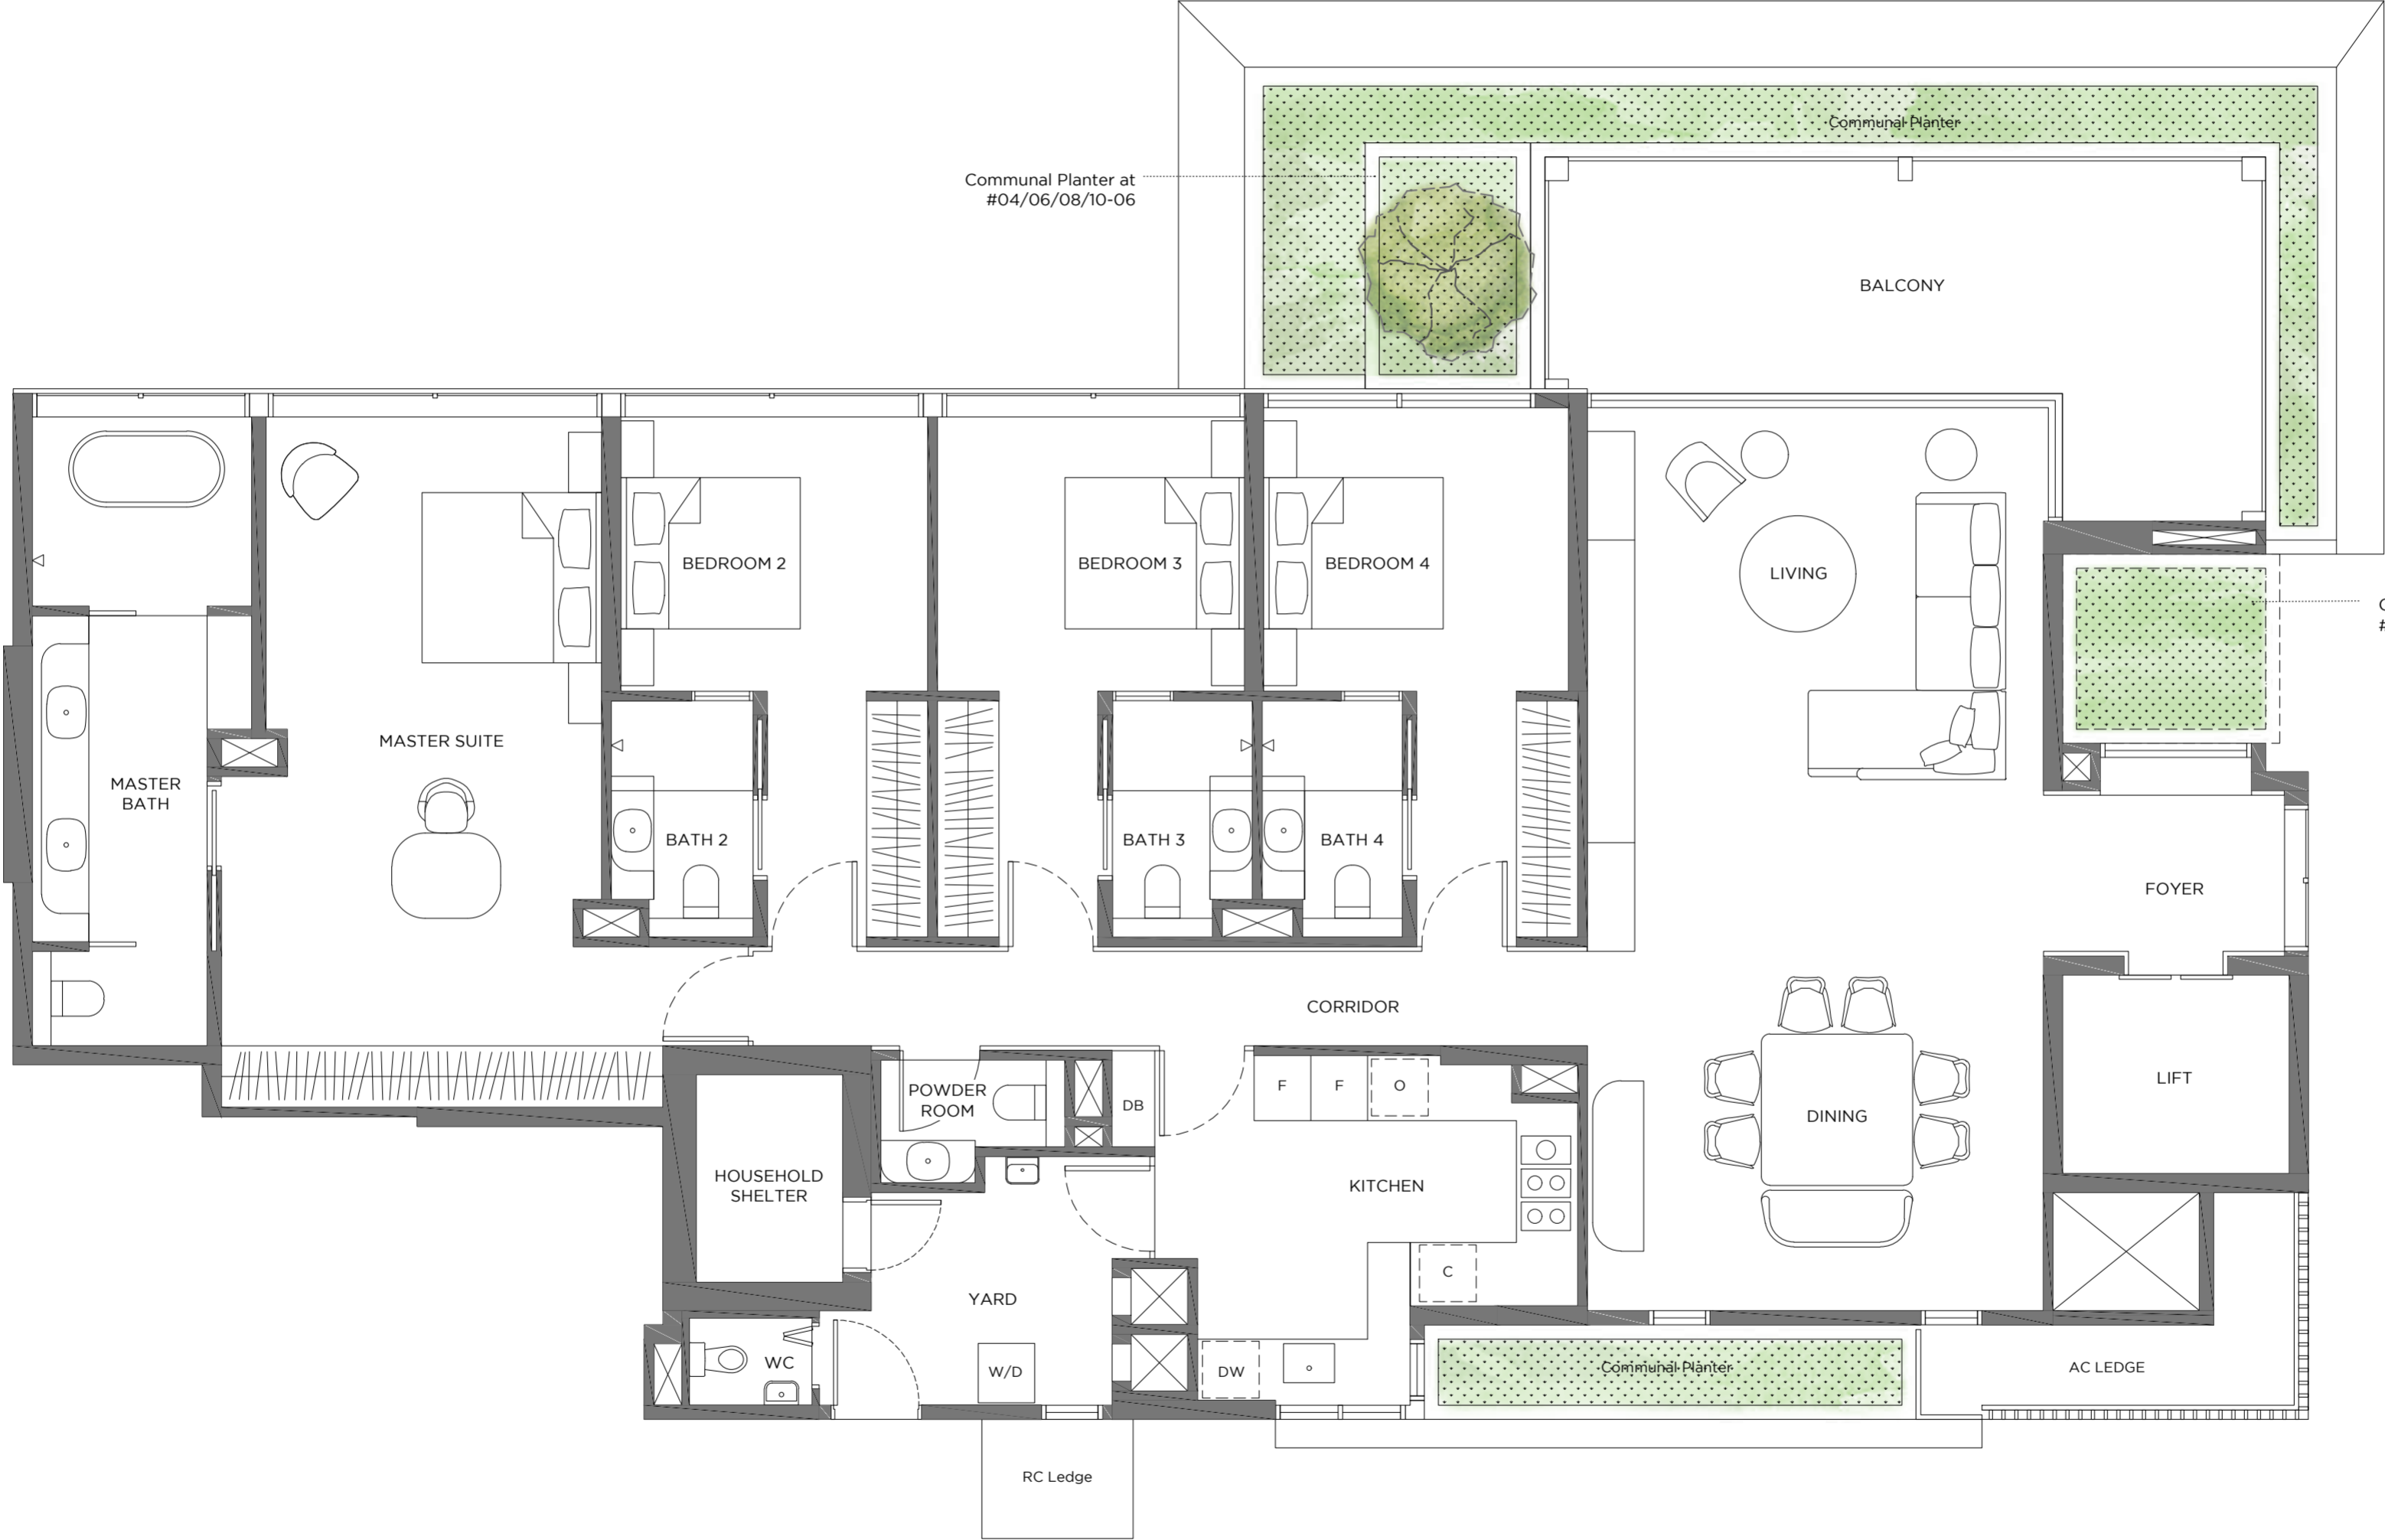 Communal Planter
Communal Planter at
#04/06/08/10-06
BALCONY
BEDROOM 2
BEDROOM 3
BEDROOM 4
LIVING
MASTER SUITE
MASTER
BATH
BATH 2
BATH 3
BATH 4
FOYER
CORRIDOR
POWDER
ROOM
DB
F
F
O
LIFT
DINING
HOUSEHOLD
SHELTER
KITCHEN
C
YARD
WC
W/D
DW
Communal Planter
AC LEDGE
RC Ledge